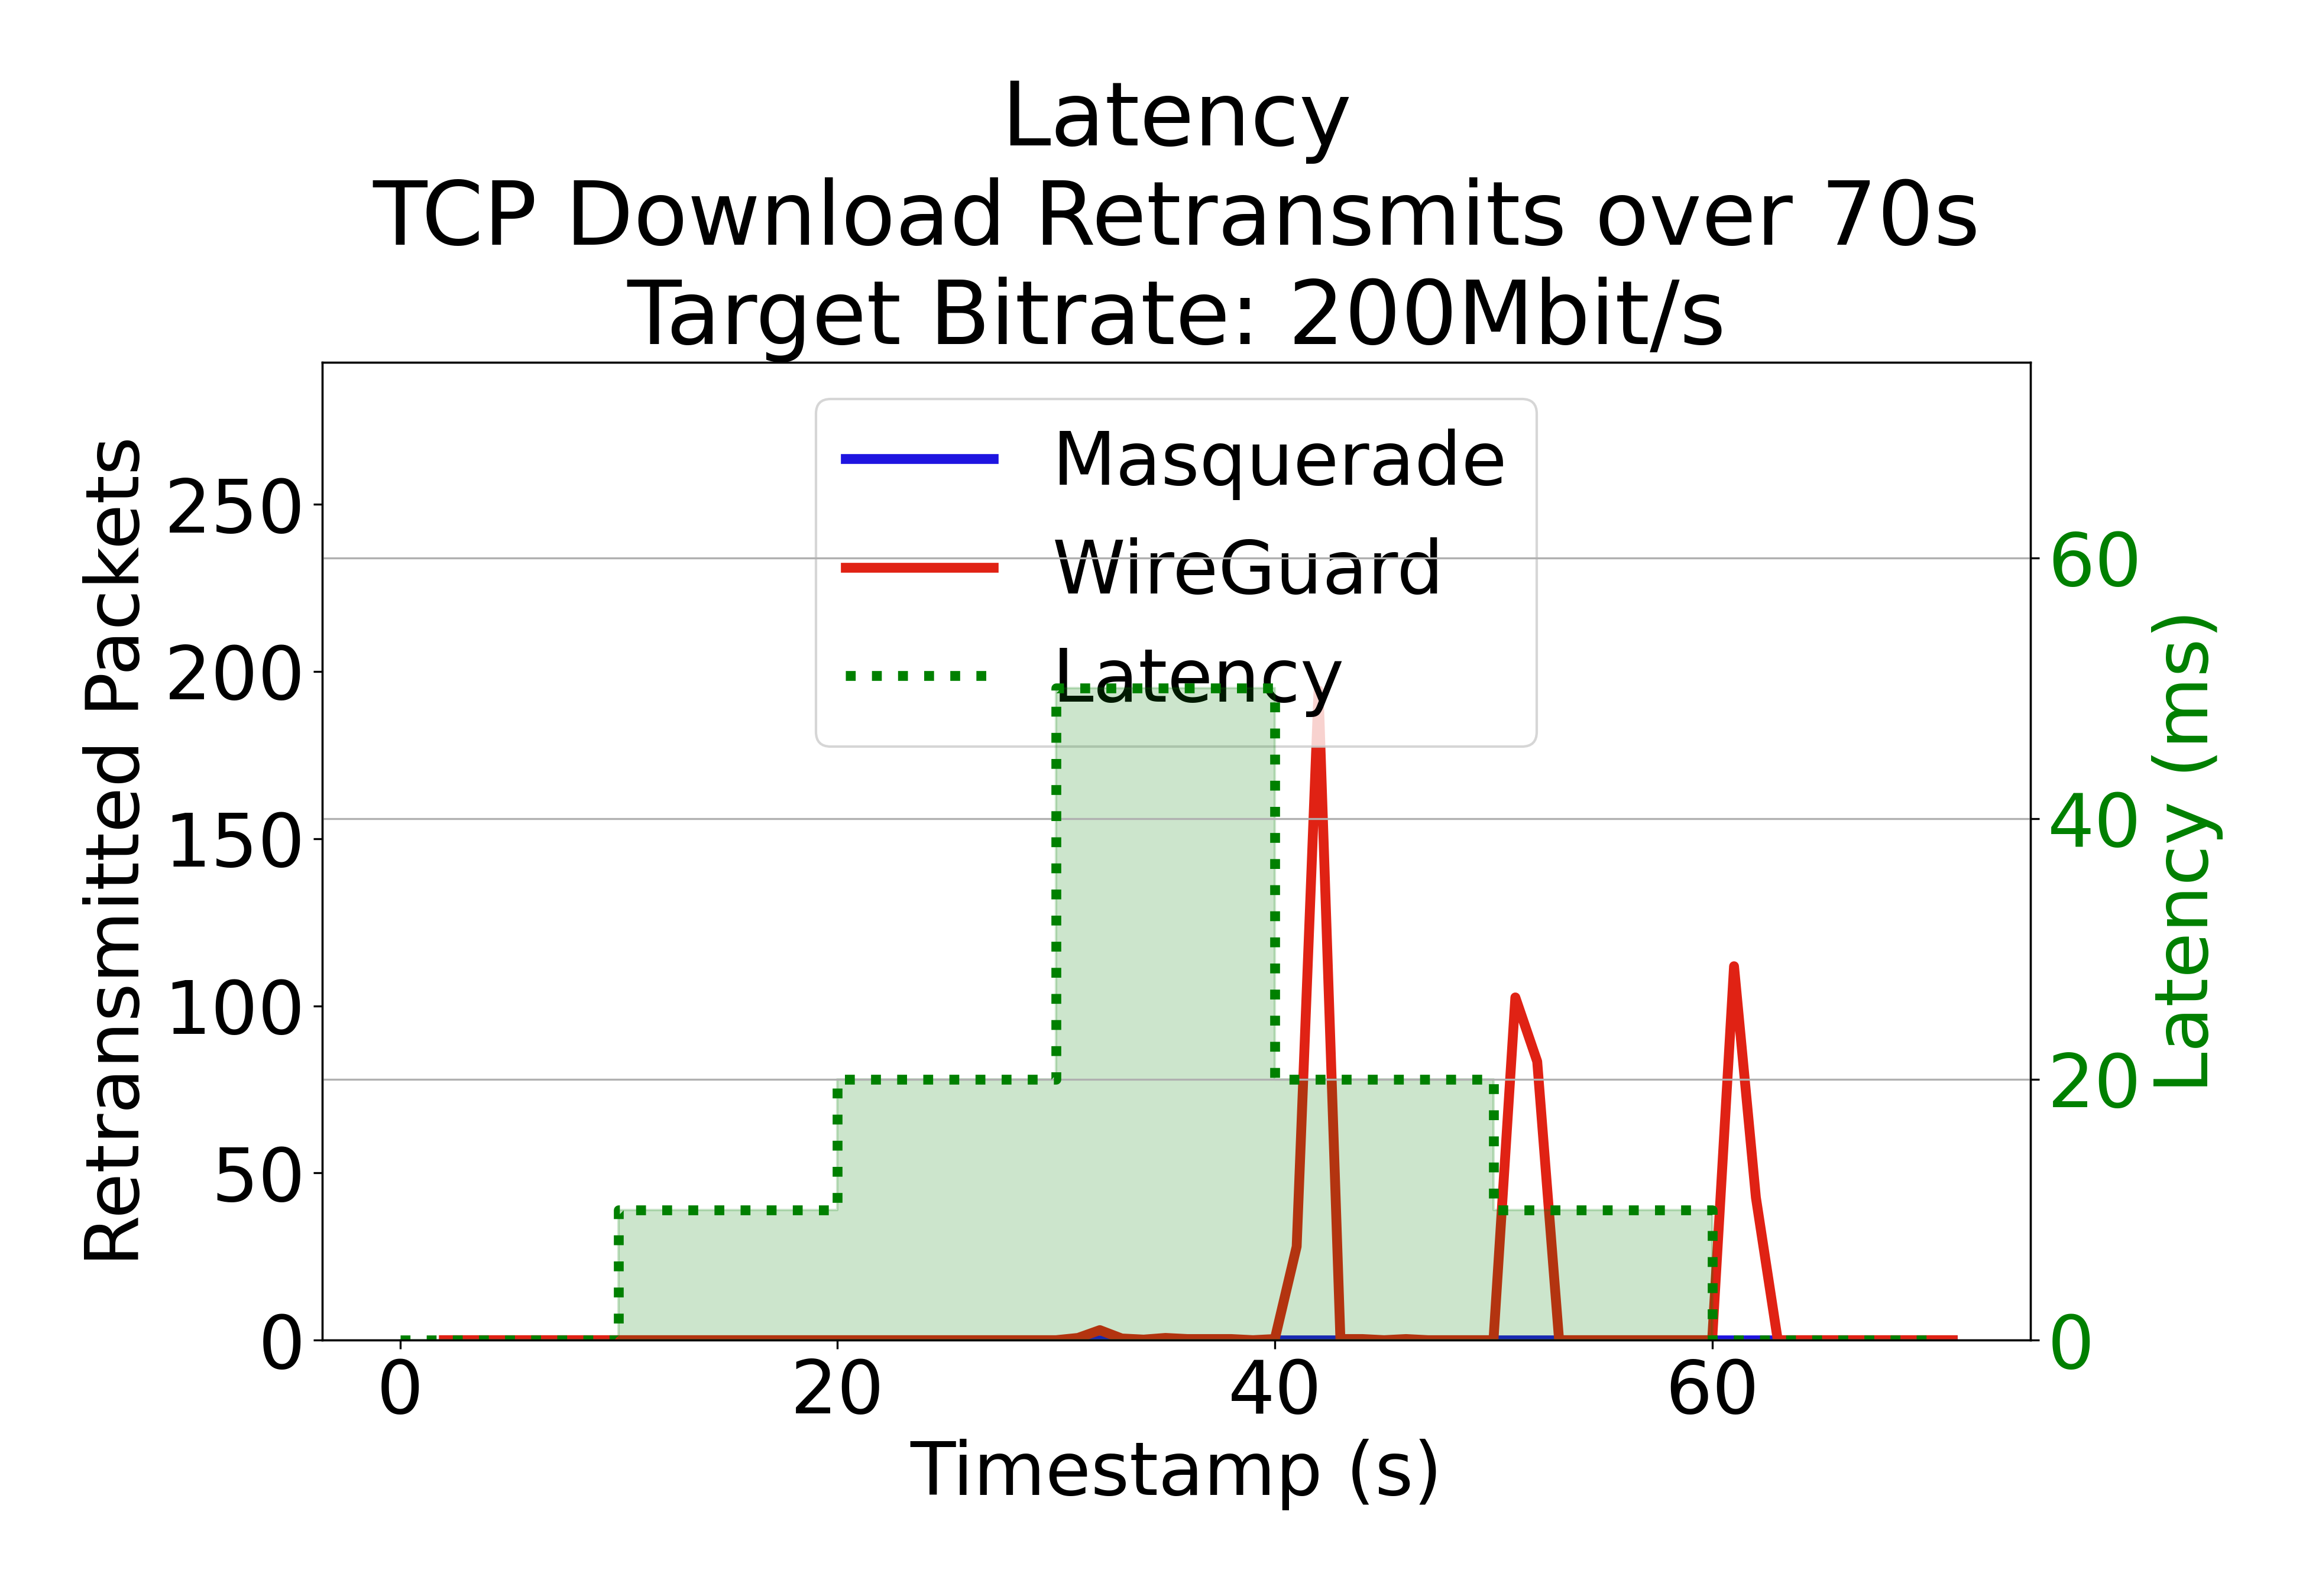 Latency
TCP Download Retransmits over 70s
Target Bitrate: 200Mbit/s
Masquerade
WireGuard
Latency
Retransmitted Packets
250
200
150
100
50
0
60
40
20
0
Latency (ms)
0
20
40
60
Timestamp (s)